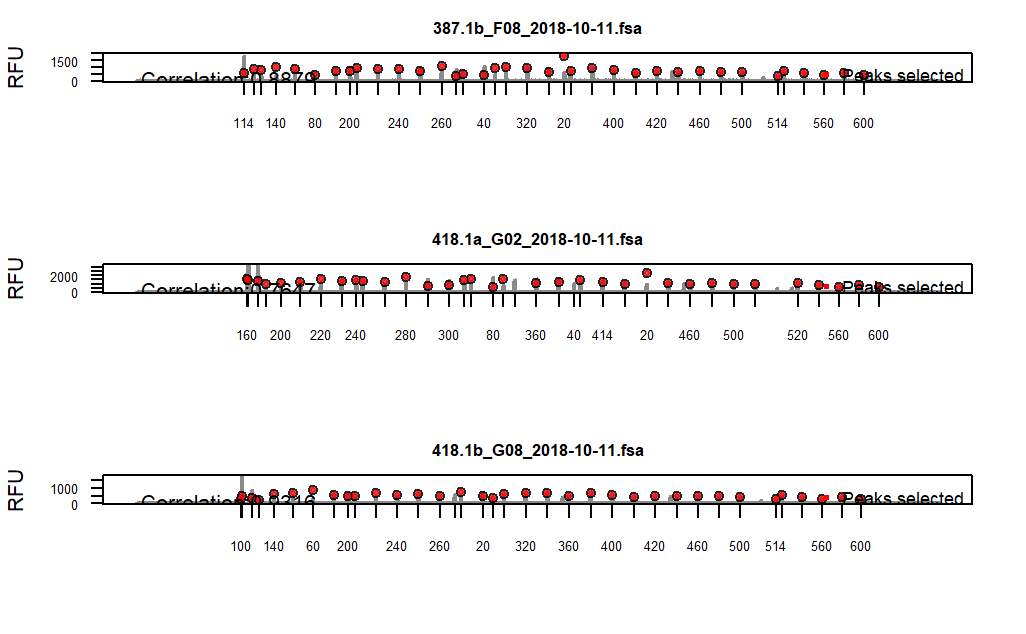 387.1b_F08_2018-10-11.fsa
RFU
1500
0
Peaks selected
114 140 80 200 240 260 40 320 20 400 420 460 500 514 560 600
418.1a_G02_2018-10-11.fsa
RFU
2000
0
Peaks selected
160 200 220 240 280 300 80 360 40 414 20 460 500 520 560 600
418.1b_G08_2018-10-11.fsa
RFU
1000
0
Peaks selected
100 140 60 200 240 260 20 320 360 400 420 460 500 514 560 600